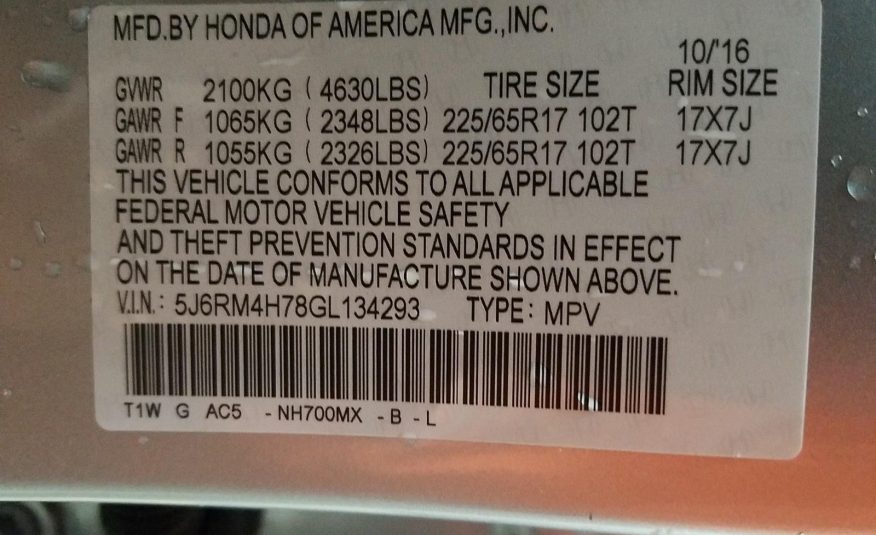 MFD.BY HONDA OF AMERICA MFG.,INC.
10/'16
GVWR 2100KG ( 4630LBS) TIRE SIZE RIM SIZE
GAWR F 1065KG ( 2348LBS) 225/65R17 102T 17X7J
GAWR R 1055KG ( 2326LBS) 225/65R17 102T 17X7J
THIS VEHICLE CONFORMS TO ALL APPLICABLE
FEDERAL MOTOR VEHICLE SAFETY
AND THEFT PREVENTION STANDARDS IN EFFECT
ON THE DATE OF MANUFACTURE SHOWN ABOVE.
V.I.N.: 5J6RM4H78GL134293 TYPE: MPV
T1W G AC5 -NH700MX -B -L